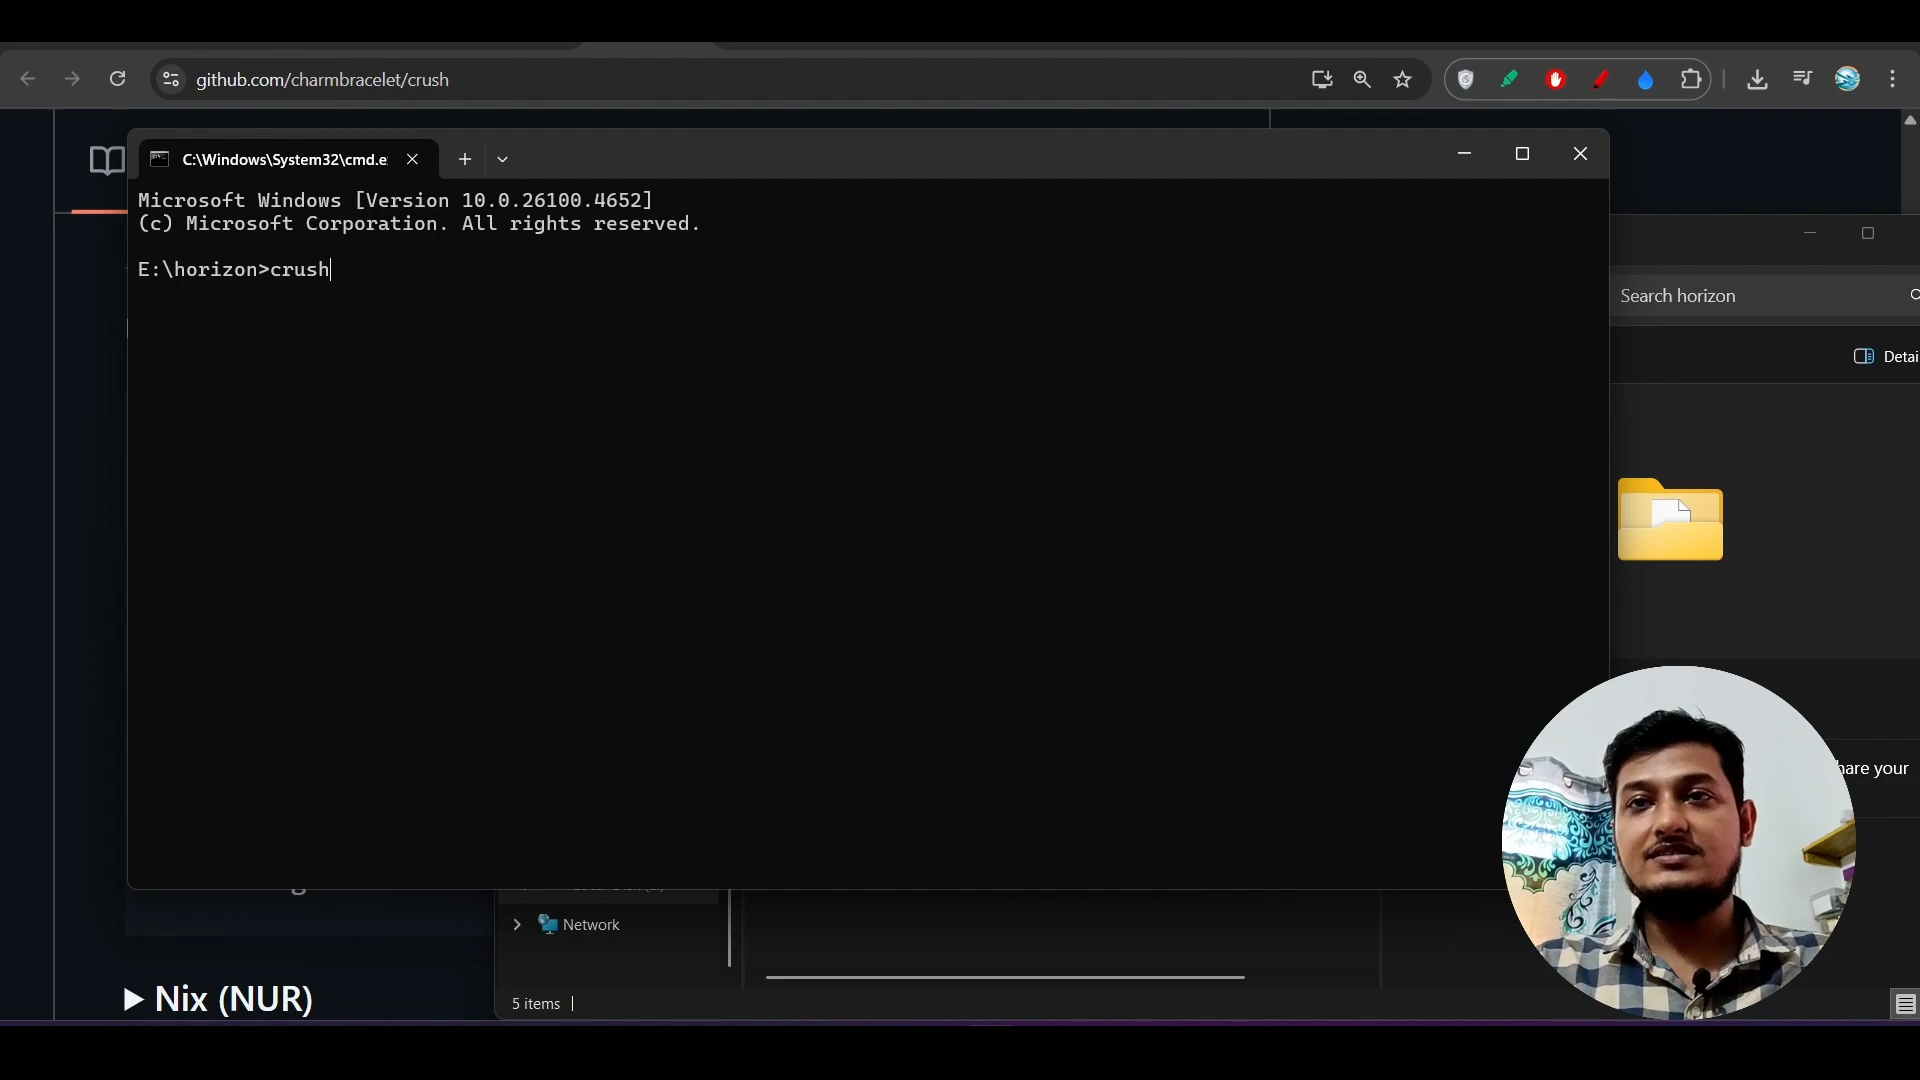 github.com/charmbracelet/crush
C:\Windows\System32\cmd.e
Microsoft Windows [Version 10.0.26100.4652]
(c) Microsoft Corporation. All rights reserved.
E:\horizon>crush
Search horizon
Detai
hare your
Network
5 items
Nix (NUR)